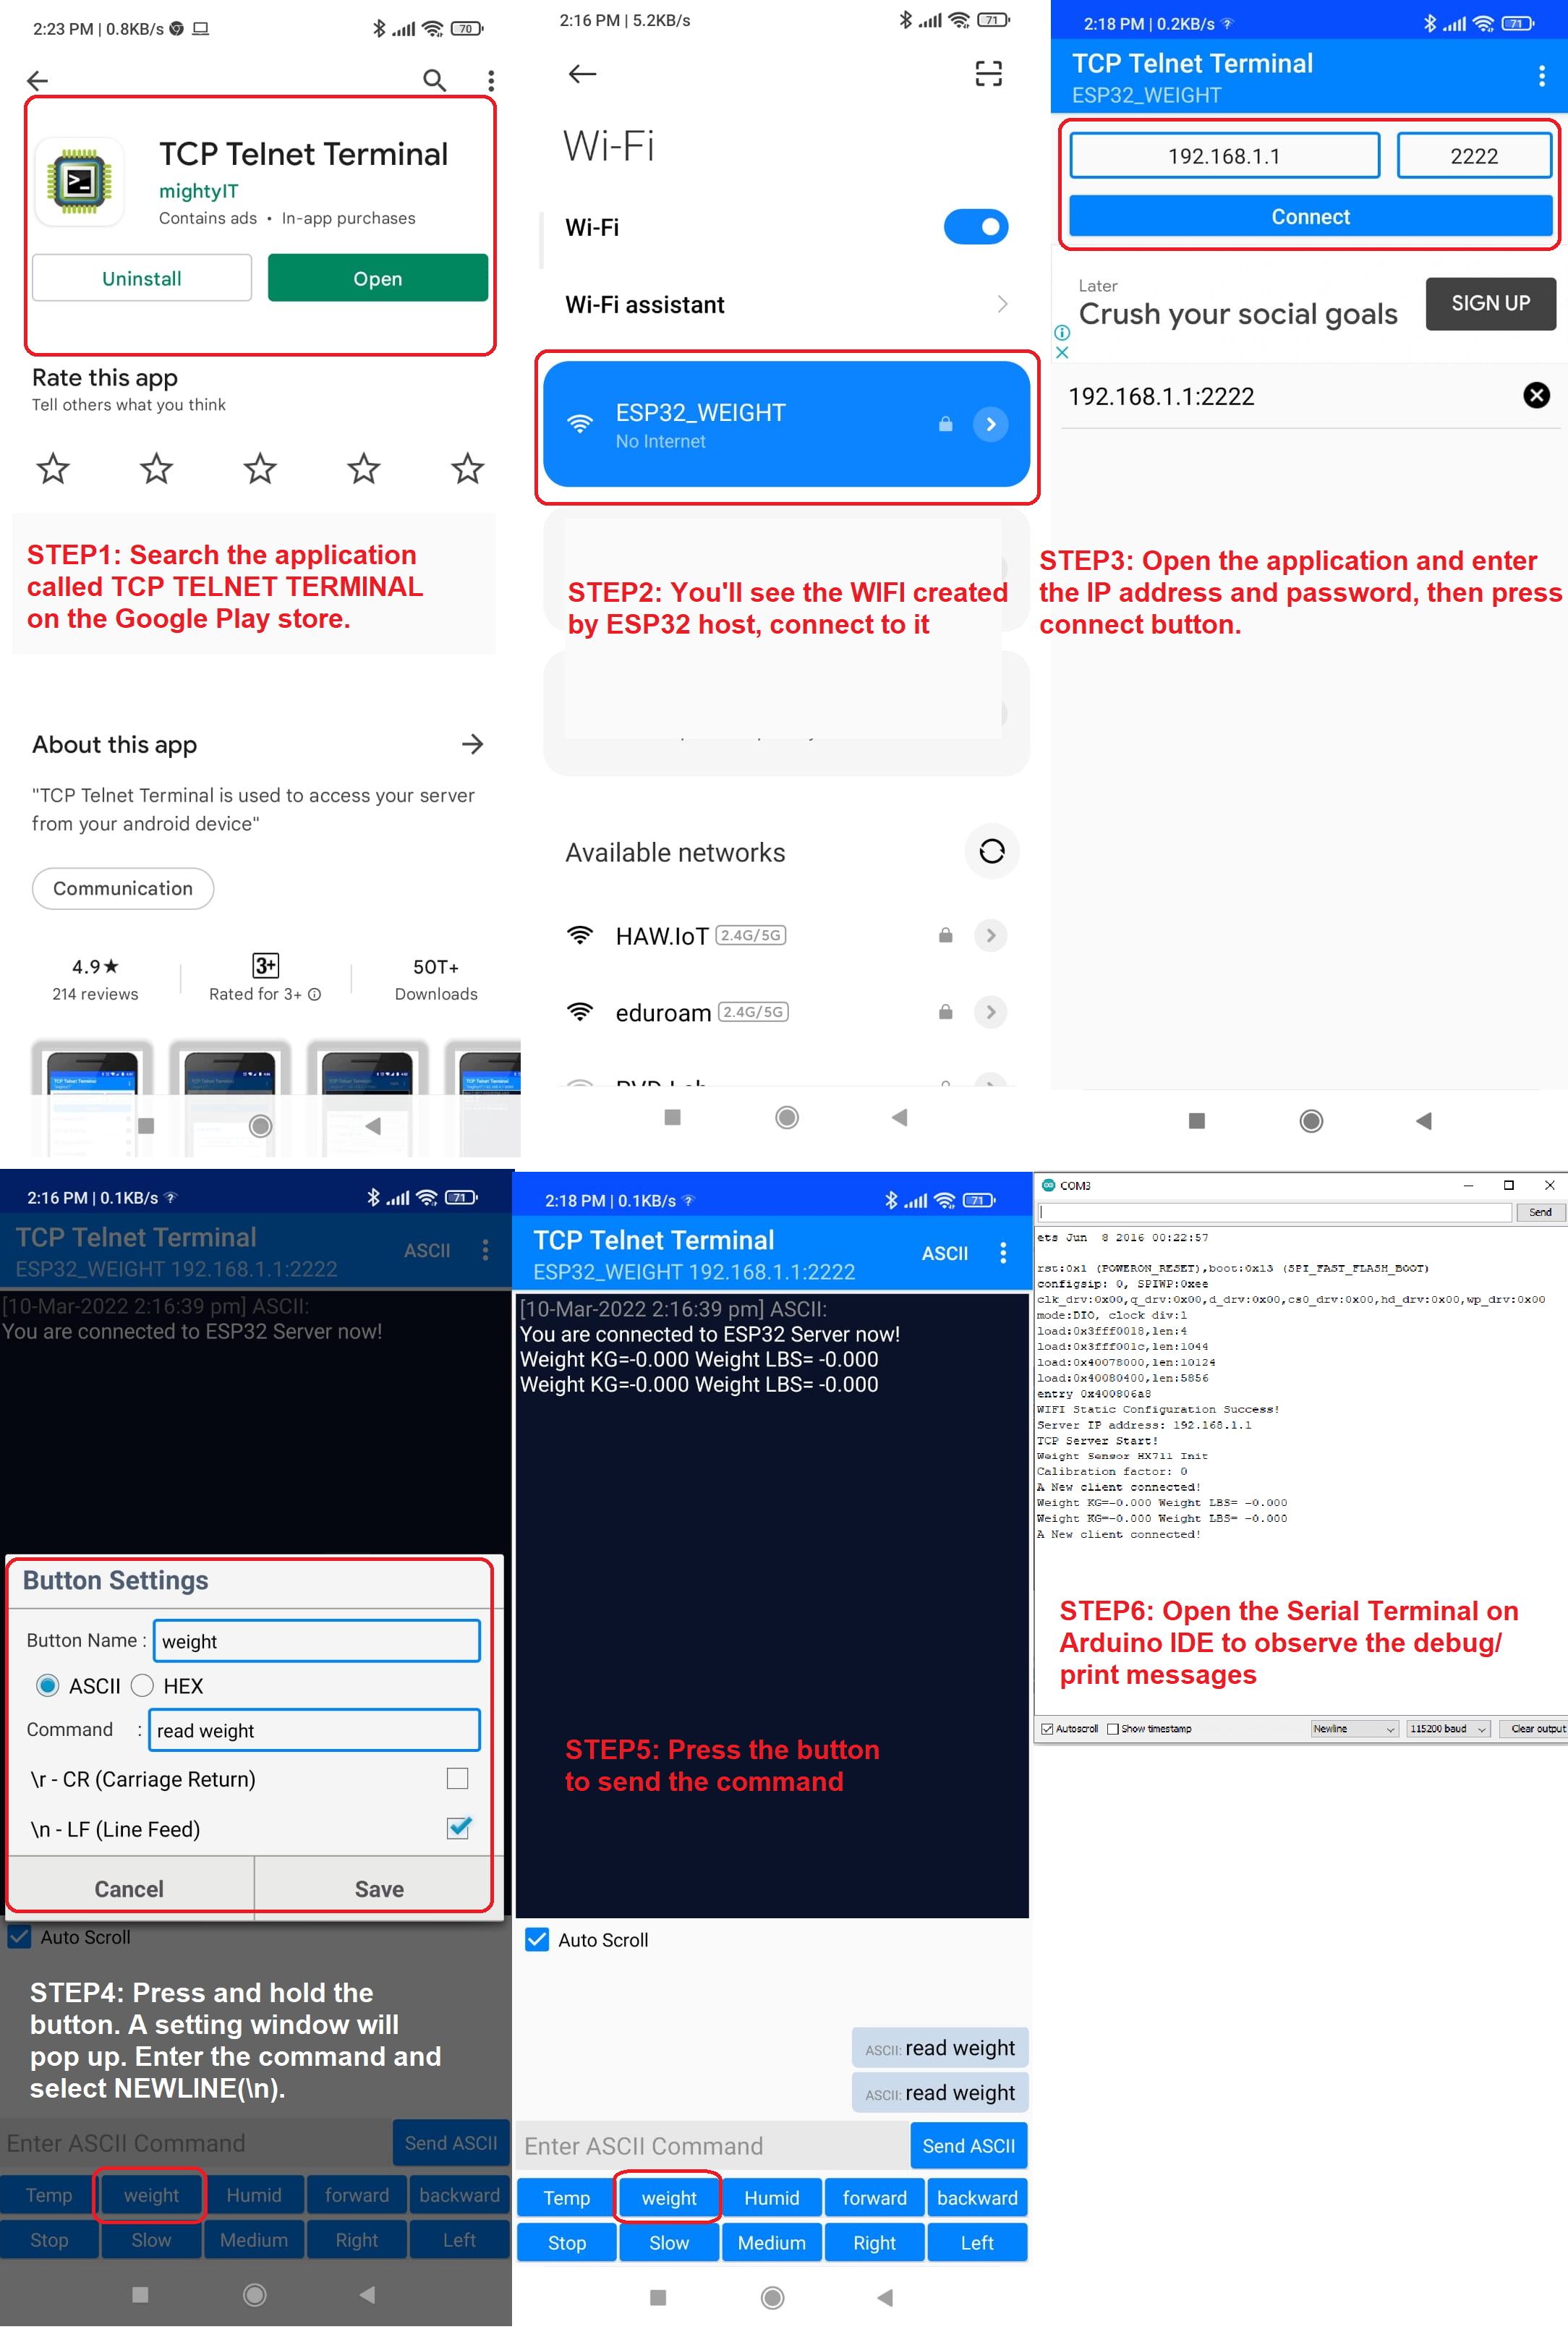 2:23 PM | 0.8KB/s
70
TCP Telnet Terminal
mightyIT
Contains ads • In-app purchases
Uninstall
Open
Rate this app
Tell others what you think
STEP1: Search the application
called TCP TELNET TERMINAL
on the Google Play store.
About this app
"TCP Telnet Terminal is used to access your server
from your android device"
Communication
4.9★
214 reviews
3+
Rated for 3+
50T+
Downloads
2:16 PM | 5.2KB/s
71
Wi-Fi
Wi-Fi
Wi-Fi assistant
ESP32_WEIGHT
No Internet
STEP2: You'll see the WIFI created
by ESP32 host, connect to it
Available networks
HAW.IoT 2.4G/5G
eduroam 2.4G/5G
2:18 PM | 0.2KB/s
71
TCP Telnet Terminal
ESP32_WEIGHT
192.168.1.1
2222
Connect
Later
Crush your social goals
SIGN UP
192.168.1.1:2222
STEP3: Open the application and enter
the IP address and password, then press
connect button.
2:16 PM | 0.1KB/s
71
TCP Telnet Terminal
ASCII
ESP32_WEIGHT 192.168.1.1:2222
[10-Mar-2022 2:16:39 pm] ASCII:
You are connected to ESP32 Server now!
Button Settings
Button Name : weight
ASCII HEX
Command : read weight
\r - CR (Carriage Return)
\n - LF (Line Feed)
Cancel
Save
Auto Scroll
STEP4: Press and hold the
button. A setting window will
pop up. Enter the command and
select NEWLINE(\n).
Enter ASCII Command
Send ASCII
Temp weight Humid forward backward
Stop Slow Medium Right Left
2:18 PM | 0.1KB/s
71
TCP Telnet Terminal
ASCII
ESP32_WEIGHT 192.168.1.1:2222
[10-Mar-2022 2:16:39 pm] ASCII:
You are connected to ESP32 Server now!
Weight KG=-0.000 Weight LBS= -0.000
Weight KG=-0.000 Weight LBS= -0.000
STEP5: Press the button
to send the command
Auto Scroll
ASCII: read weight
ASCII: read weight
Enter ASCII Command
Send ASCII
Temp weight Humid forward backward
Stop Slow Medium Right Left
COM3
Send
ets Jun  8 2016 00:22:57
rst:0x1 (POWERON_RESET),boot:0x13 (SPI_FAST_FLASH_BOOT)
configsip: 0, SPIWP:0xee
clk_drv:0x00,q_drv:0x00,d_drv:0x00,cs0_drv:0x00,hd_drv:0x00,wp_drv:0x00
mode:DIO, clock div:1
load:0x3fff0018,len:4
load:0x3fff001c,len:1044
load:0x40078000,len:10124
load:0x40080400,len:5856
entry 0x400806a8
WIFI Static Configuration Success!
Server IP address: 192.168.1.1
TCP Server Start!
Weight Sensor HX711 Init
Calibration factor: 0
A New client connected!
Weight KG=-0.000 Weight LBS= -0.000
Weight KG=-0.000 Weight LBS= -0.000
A New client connected!
STEP6: Open the Serial Terminal on
Arduino IDE to observe the debug/
print messages
Autoscroll Show timestamp
Newline
115200 baud
Clear output